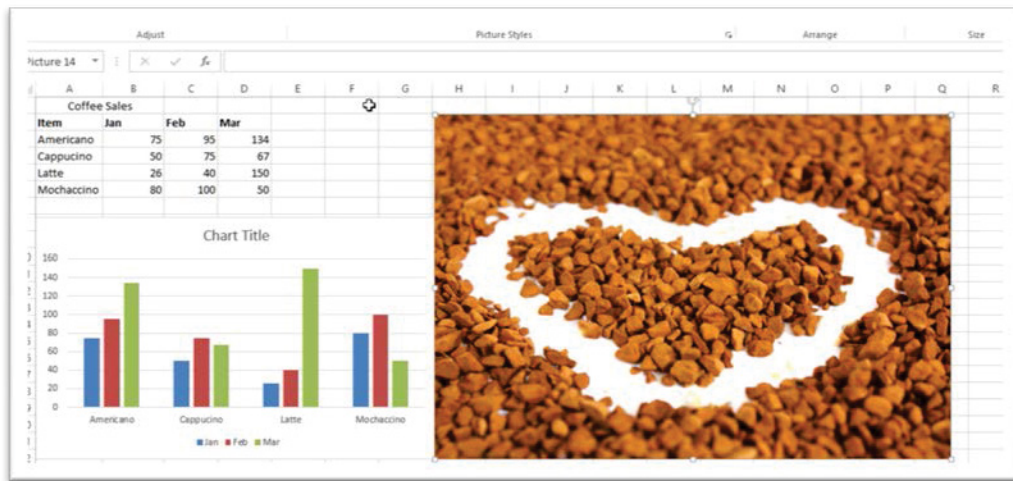 Adjust Picture Styles Arrange Size
Picture 14 fx
A B C D E F G H I J K L M N O P Q R
Coffee Sales
Item Jan Feb Mar
Americano 75 95 134
Cappucino 50 75 67
Latte 26 40 150
Mochaccino 80 100 50
Chart Title
160
140
120
100
80
60
40
20
0
Americano Cappucino Latte Mochaccino
Jan Feb Mar